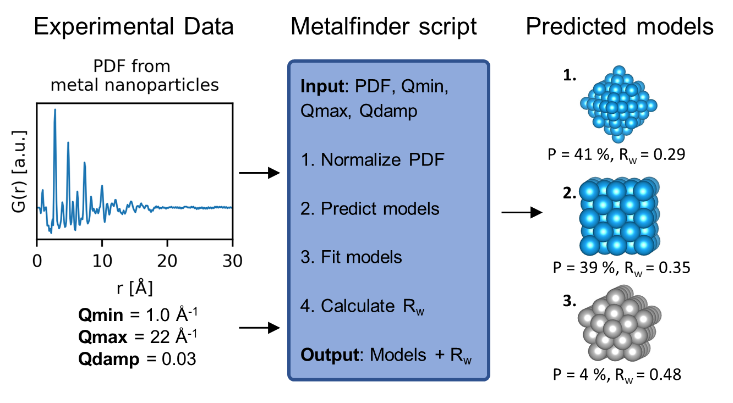 Experimental Data
PDF from
metal nanoparticles
G(r) [a.u.]
0 10 20 30
r [Å]
Qmin = 1.0 Å-1
Qmax = 22 Å-1
Qdamp = 0.03
Metalfinder script
Input: PDF, Qmin,
Qmax, Qdamp
1. Normalize PDF
2. Predict models
3. Fit models
4. Calculate Rw
Output: Models + Rw
Predicted models
1.
P = 41 %, Rw = 0.29
2.
P = 39 %, Rw = 0.35
3.
P = 4 %, Rw = 0.48